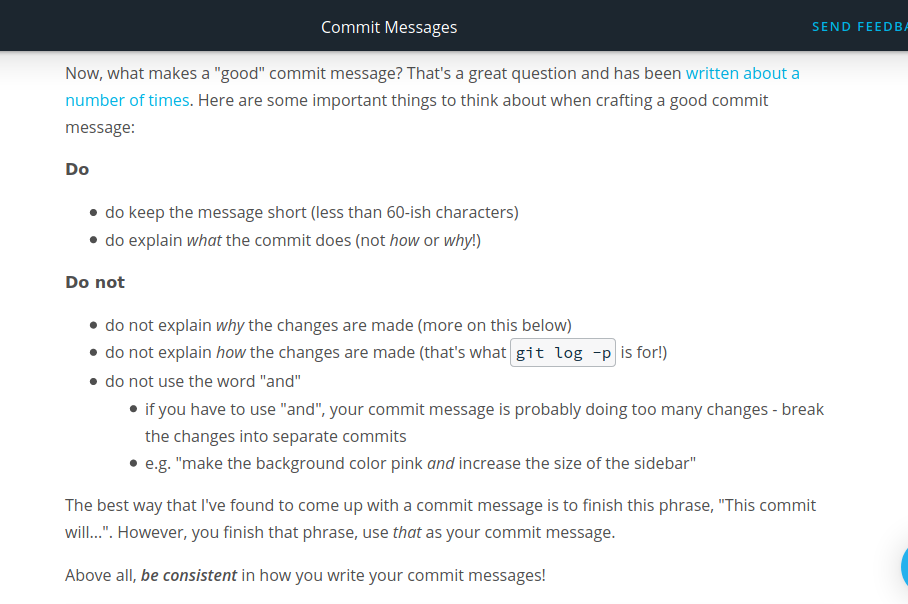 Commit Messages
SEND FEEDBA
Now, what makes a "good" commit message? That's a great question and has been written about a
number of times. Here are some important things to think about when crafting a good commit
message:
Do
• do keep the message short (less than 60-ish characters)
• do explain what the commit does (not how or why!)
Do not
• do not explain why the changes are made (more on this below)
• do not explain how the changes are made (that's what git log -p is for!)
• do not use the word "and"
• if you have to use "and", your commit message is probably doing too many changes - break
the changes into separate commits
• e.g. "make the background color pink and increase the size of the sidebar"
The best way that I've found to come up with a commit message is to finish this phrase, "This commit
will...". However, you finish that phrase, use that as your commit message.
Above all, be consistent in how you write your commit messages!